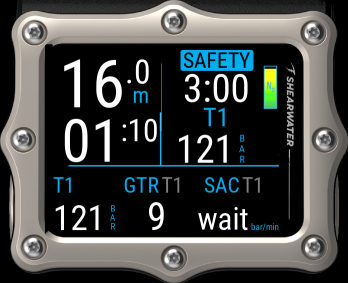 16.0
m
01:10
SAFETY
3:00
T1
121 BAR
N₂
SHEARWATER
T1
121 BAR
GTR T1
9
SAC T1
wait bar/min